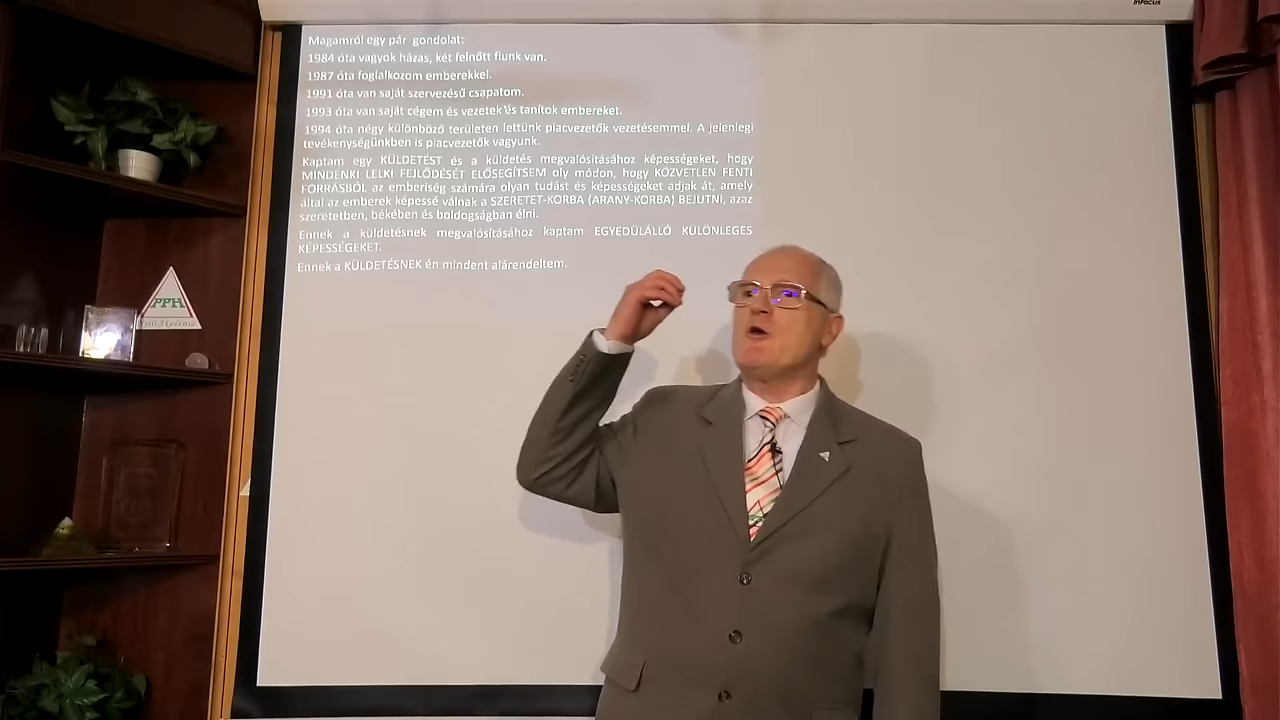 InFocus
Magamról egy pár gondolat:
1984 óta vagyok házas, két felnőtt fiunk van.
1987 óta foglalkozom emberekkel.
1991 óta van saját szervezésű csapatom.
1993 óta van saját cégem és vezetek és tanítok embereket.
1994 óta négy különböző területen lettünk piacvezetők vezetésemmel. A jelenlegi
tevékenységünkben is piacvezetők vagyunk.
Kaptam egy KÜLDETÉST és a küldetés megvalósításához képességeket, hogy
MINDENKI LELKI FEJLŐDÉSÉT ELŐSEGÍTSEM oly módon, hogy KÖZVETLEN FENTI
FORRÁSBÓL az emberiség számára olyan tudást és képességeket adjak át, amely
által az emberek képessé válnak a SZERETET-KORBA (ARANY-KORBA) BEJUTNI, azaz
szeretetben, békében és boldogságban élni.
Ennek a küldetésnek megvalósításához kaptam EGYEDÜLÁLLÓ KÜLÖNLEGES
KÉPESSÉGEKET.
Ennek a KÜLDETÉSNEK én mindent alárendeltem.
PPH
Nyílt Akadémia
PPH